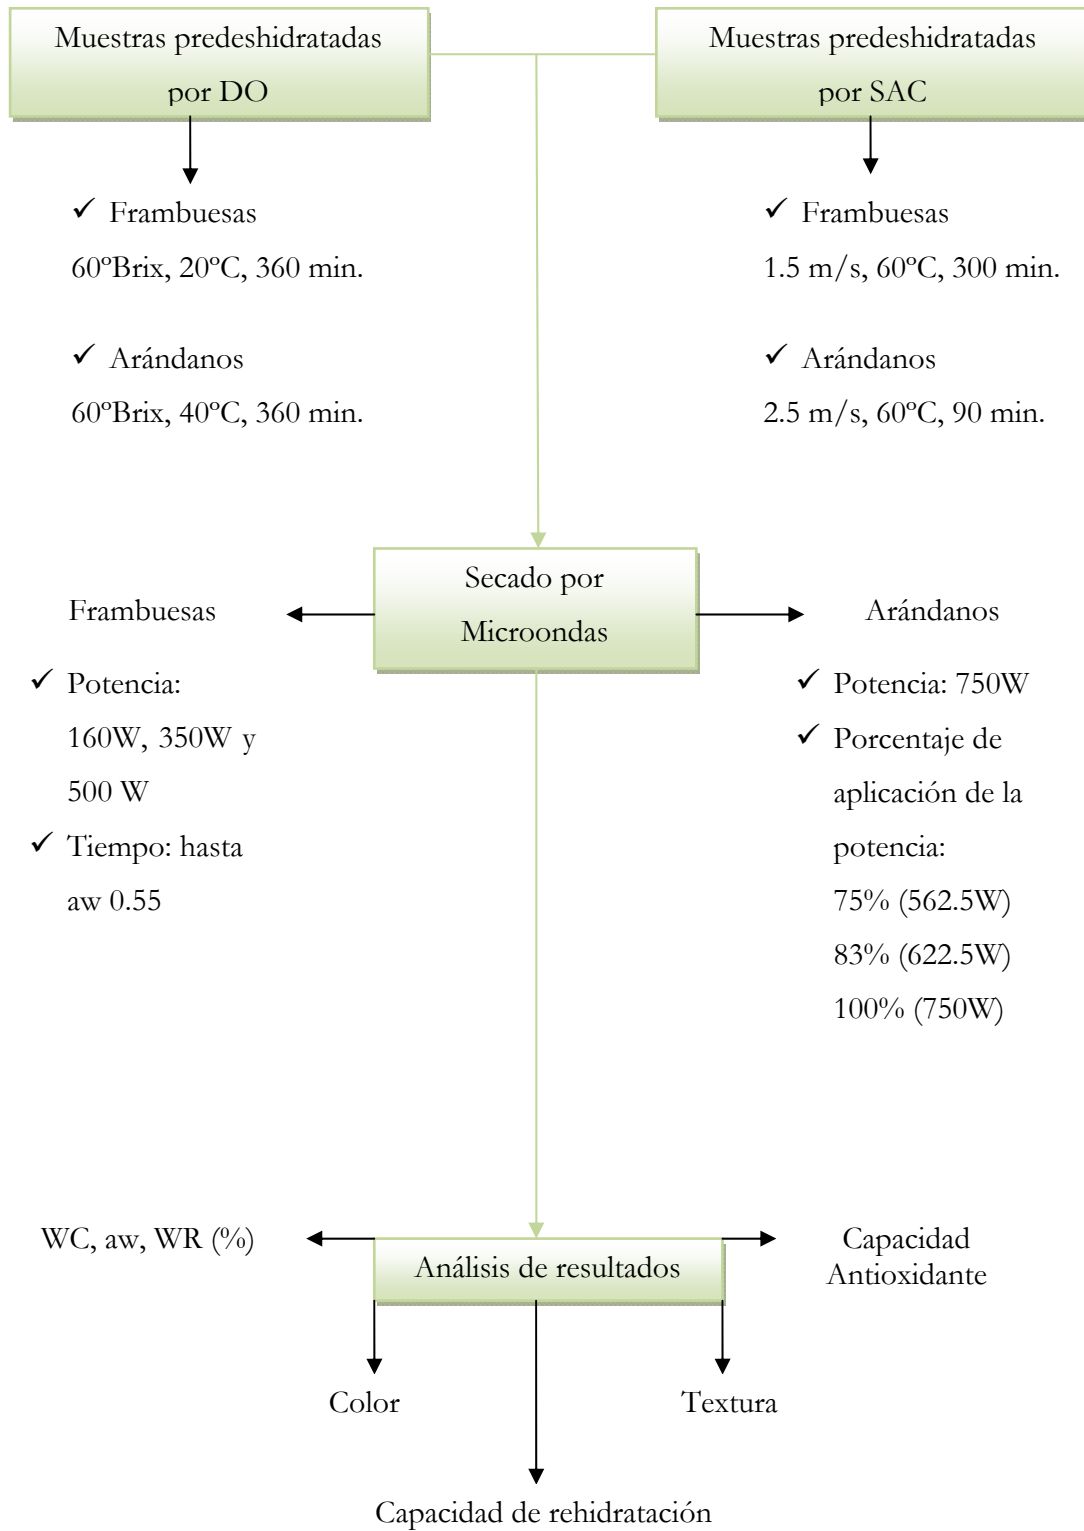 Muestras predeshidratadas
por DO
Muestras predeshidratadas
por SAC
✓ Frambuesas
60ºBrix, 20ºC, 360 min.
✓ Arándanos
60ºBrix, 40ºC, 360 min.
✓ Frambuesas
1.5 m/s, 60ºC, 300 min.
✓ Arándanos
2.5 m/s, 60ºC, 90 min.
Secado por
Microondas
Frambuesas
✓ Potencia:
160W, 350W y
500 W
✓ Tiempo: hasta
aw 0.55
Arándanos
✓ Potencia: 750W
✓ Porcentaje de
aplicación de la
potencia:
75% (562.5W)
83% (622.5W)
100% (750W)
WC, aw, WR (%)
Análisis de resultados
Capacidad
Antioxidante
Color
Textura
Capacidad de rehidratación